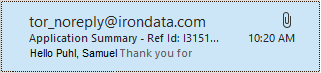 tor_noreply@irondata.com
Application Summary - Ref Id: I3151... 10:20 AM
Hello Puhl, Samuel Thank you for